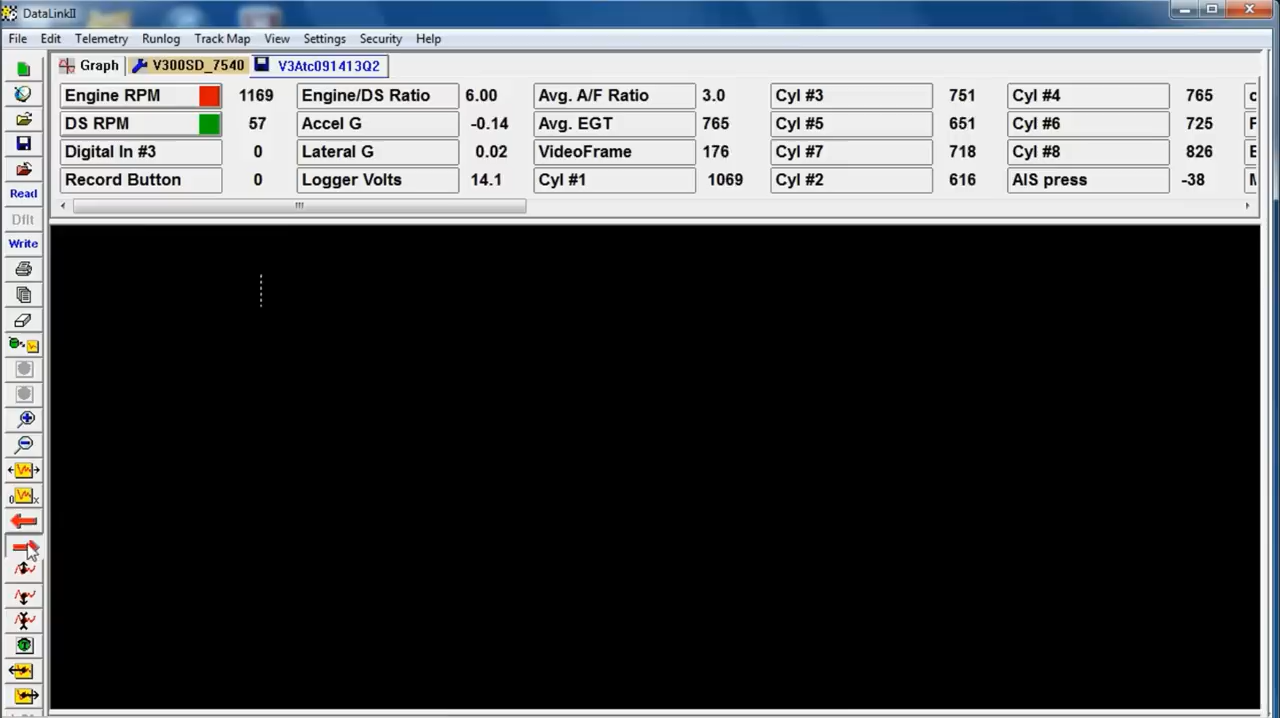 DataLinkII
File Edit Telemetry Runlog Track Map View Settings Security Help
Graph V300SD_7540 V3Atc091413Q2
Engine RPM 1169 Engine/DS Ratio 6.00 Avg. A/F Ratio 3.0 Cyl #3 751 Cyl #4 765
DS RPM 57 Accel G -0.14 Avg. EGT 765 Cyl #5 651 Cyl #6 725
Digital In #3 0 Lateral G 0.02 VideoFrame 176 Cyl #7 718 Cyl #8 826
Record Button 0 Logger Volts 14.1 Cyl #1 1069 Cyl #2 616 AIS press -38
Read
Dflt
Write